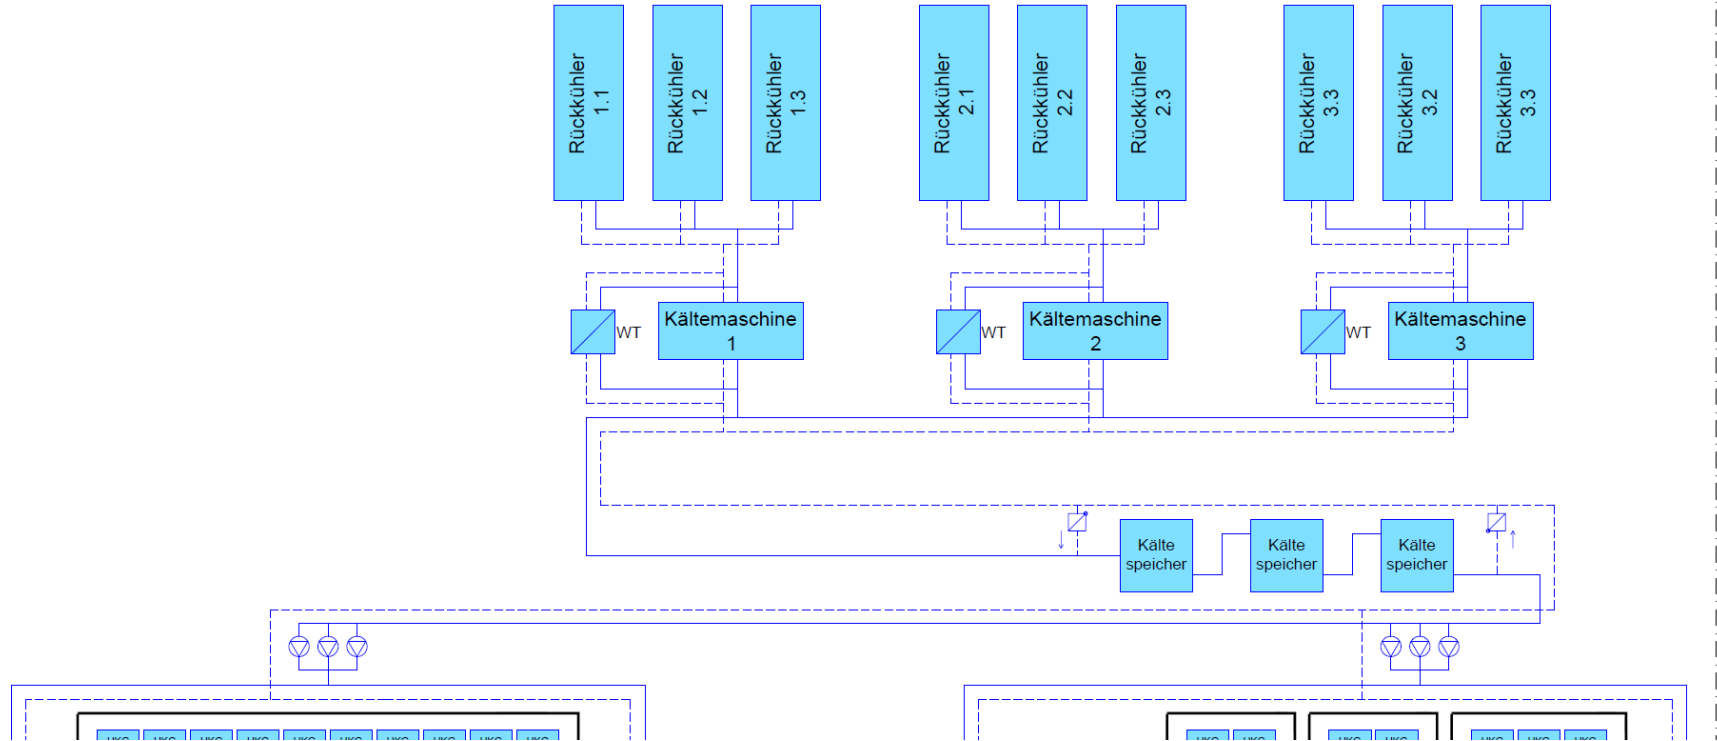 Rückkühler
1.1
Rückkühler
1.2
Rückkühler
1.3
Rückkühler
2.1
Rückkühler
2.2
Rückkühler
2.3
Rückkühler
3.3
Rückkühler
3.2
Rückkühler
3.3
WT
Kältemaschine
1
WT
Kältemaschine
2
WT
Kältemaschine
3
Kälte
speicher
Kälte
speicher
Kälte
speicher